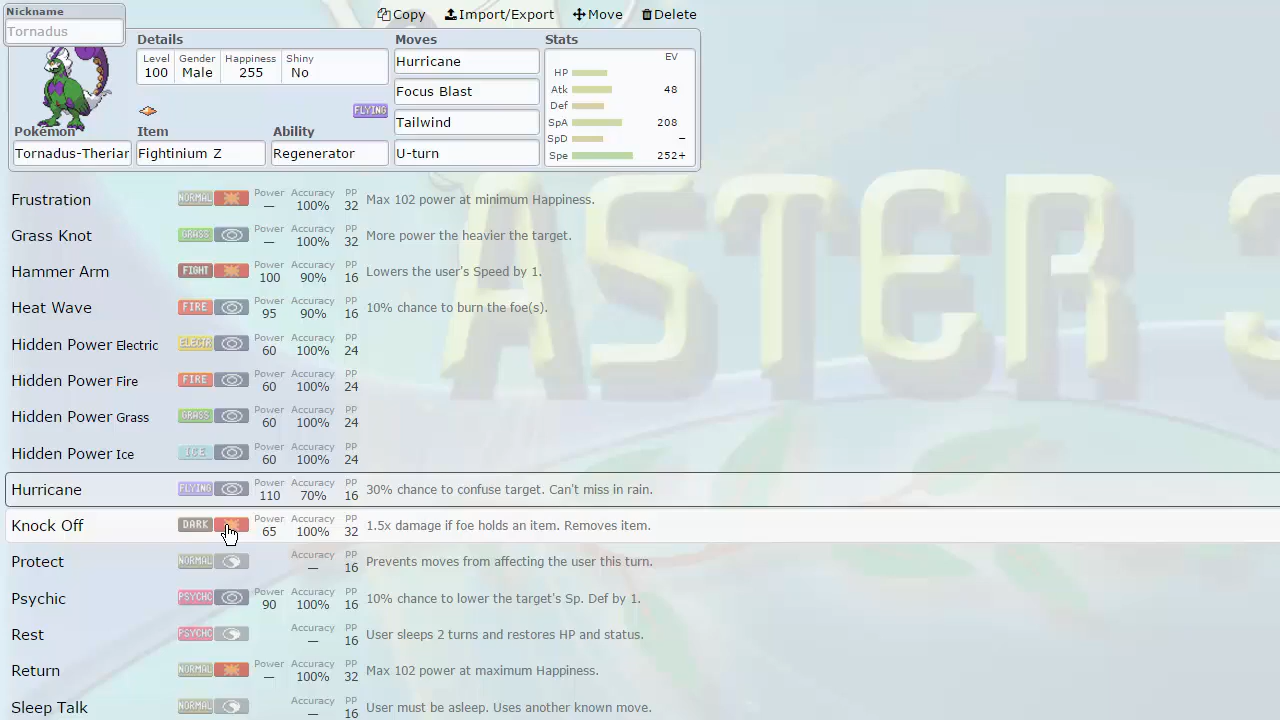 Nickname
Tornadus
Copy Import/Export Move Delete
Details
Level Gender Happiness Shiny
100 Male 255 No
FLYING
Pokémon Item Ability
Tornadus-Therian Fightinium Z Regenerator
Moves
Hurricane
Focus Blast
Tailwind
U-turn
Stats
EV
HP
Atk 48
Def
SpA 208
SpD –
Spe 252+
ASTER
Frustration NORMAL Power — Accuracy 100% PP 32 Max 102 power at minimum Happiness.
Grass Knot GRASS Power — Accuracy 100% PP 32 More power the heavier the target.
Hammer Arm FIGHT Power 100 Accuracy 90% PP 16 Lowers the user's Speed by 1.
Heat Wave FIRE Power 95 Accuracy 90% PP 16 10% chance to burn the foe(s).
Hidden Power Electric ELECTR Power 60 Accuracy 100% PP 24
Hidden Power Fire FIRE Power 60 Accuracy 100% PP 24
Hidden Power Grass GRASS Power 60 Accuracy 100% PP 24
Hidden Power Ice ICE Power 60 Accuracy 100% PP 24
Hurricane FLYING Power 110 Accuracy 70% PP 16 30% chance to confuse target. Can't miss in rain.
Knock Off DARK Power 65 Accuracy 100% PP 32 1.5x damage if foe holds an item. Removes item.
Protect NORMAL Accuracy — PP 16 Prevents moves from affecting the user this turn.
Psychic PSYCHC Power 90 Accuracy 100% PP 16 10% chance to lower the target's Sp. Def by 1.
Rest PSYCHC Accuracy — PP 16 User sleeps 2 turns and restores HP and status.
Return NORMAL Power — Accuracy 100% PP 32 Max 102 power at maximum Happiness.
Sleep Talk NORMAL Accuracy — PP 16 User must be asleep. Uses another known move.